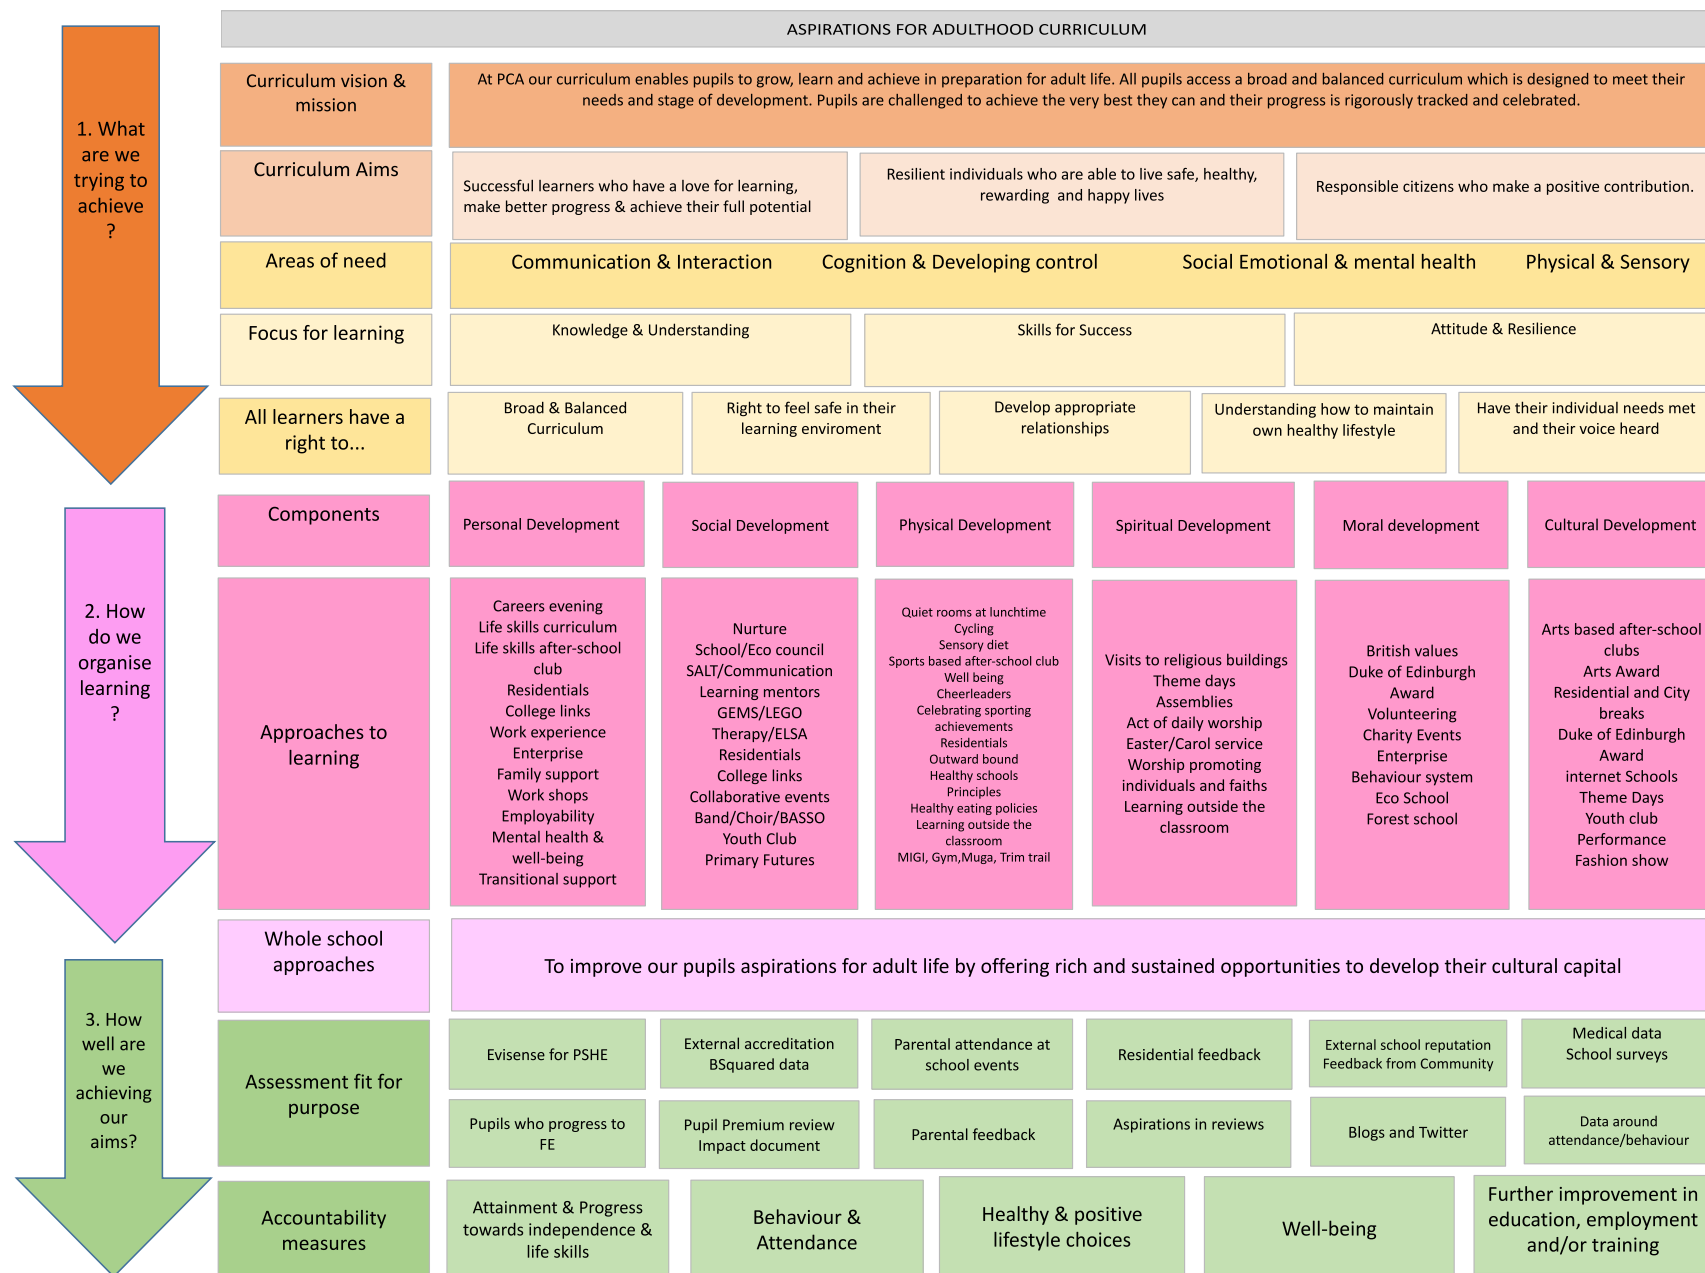 ASPIRATIONS FOR ADULTHOOD CURRICULUM
1. What
are we
trying to
achieve
?
Curriculum vision &
mission
At PCA our curriculum enables pupils to grow, learn and achieve in preparation for adult life. All pupils access a broad and balanced curriculum which is designed to meet their
needs and stage of development. Pupils are challenged to achieve the very best they can and their progress is rigorously tracked and celebrated.
Curriculum Aims
Successful learners who have a love for learning,
make better progress & achieve their full potential
Resilient individuals who are able to live safe, healthy,
rewarding  and happy lives
Responsible citizens who make a positive contribution.
Areas of need
Communication & Interaction
Cognition & Developing control
Social Emotional & mental health
Physical & Sensory
Focus for learning
Knowledge & Understanding
Skills for Success
Attitude & Resilience
All learners have a
right to...
Broad & Balanced
Curriculum
Right to feel safe in their
learning enviroment
Develop appropriate
relationships
Understanding how to maintain
own healthy lifestyle
Have their individual needs met
and their voice heard
2. How
do we
organise
learning
?
Components
Personal Development
Social Development
Physical Development
Spiritual Development
Moral development
Cultural Development
Approaches to
learning
Careers evening
Life skills curriculum
Life skills after-school
club
Residentials
College links
Work experience
Enterprise
Family support
Work shops
Employability
Mental health &
well-being
Transitional support
Nurture
School/Eco council
SALT/Communication
Learning mentors
GEMS/LEGO
Therapy/ELSA
Residentials
College links
Collaborative events
Band/Choir/BASSO
Youth Club
Primary Futures
Quiet rooms at lunchtime
Cycling
Sensory diet
Sports based after-school club
Well being
Cheerleaders
Celebrating sporting
achievements
Residentials
Outward bound
Healthy schools
Principles
Healthy eating policies
Learning outside the
classroom
MIGI, Gym,Muga, Trim trail
Visits to religious buildings
Theme days
Assemblies
Act of daily worship
Easter/Carol service
Worship promoting
individuals and faiths
Learning outside the
classroom
British values
Duke of Edinburgh
Award
Volunteering
Charity Events
Enterprise
Behaviour system
Eco School
Forest school
Arts based after-school
clubs
Arts Award
Residential and City
breaks
Duke of Edinburgh
Award
internet Schools
Theme Days
Youth club
Performance
Fashion show
Whole school
approaches
To improve our pupils aspirations for adult life by offering rich and sustained opportunities to develop their cultural capital
3. How
well are
we
achieving
our
aims?
Assessment fit for
purpose
Evisense for PSHE
External accreditation
BSquared data
Parental attendance at
school events
Residential feedback
External school reputation
Feedback from Community
Medical data
School surveys
Pupils who progress to
FE
Pupil Premium review
Impact document
Parental feedback
Aspirations in reviews
Blogs and Twitter
Data around
attendance/behaviour
Accountability
measures
Attainment & Progress
towards independence &
life skills
Behaviour &
Attendance
Healthy & positive
lifestyle choices
Well-being
Further improvement in
education, employment
and/or training